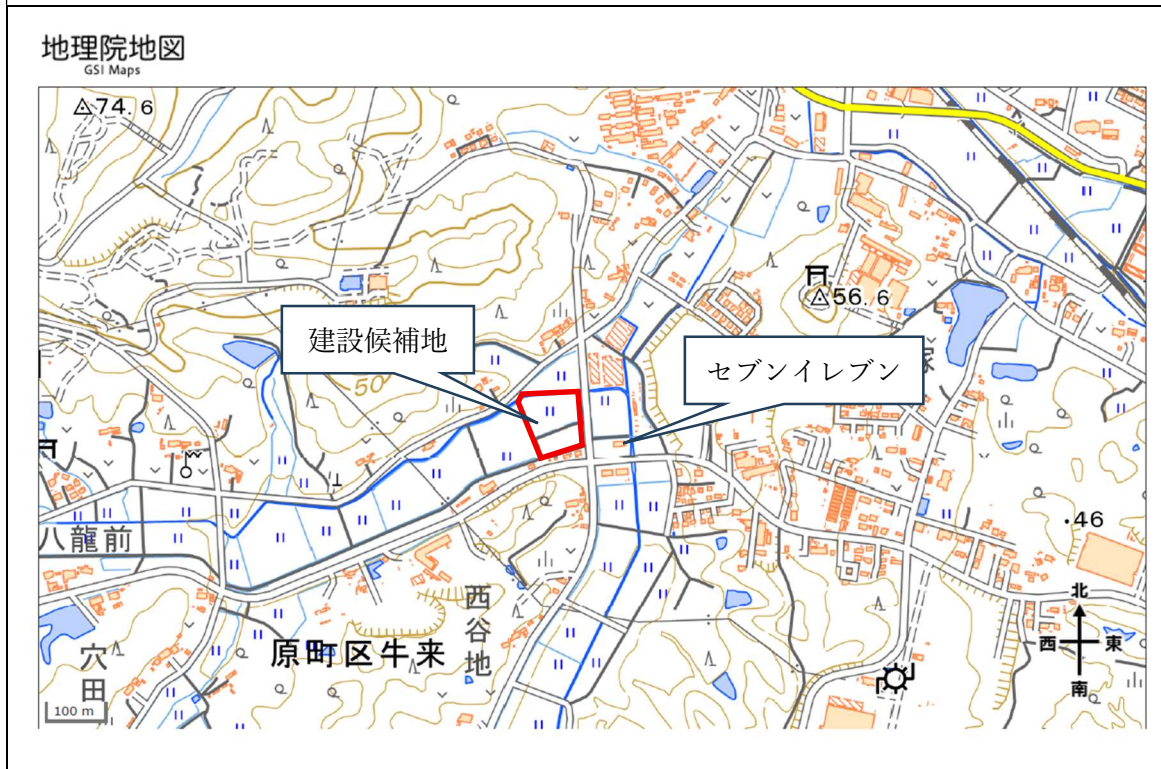 地理院地図
GSI Maps
74.6
建設候補地
56.6
セブンイレブン
50
塚
八龍前
・46
西谷地
北
西 東
南
原町区牛来
穴田
100 m